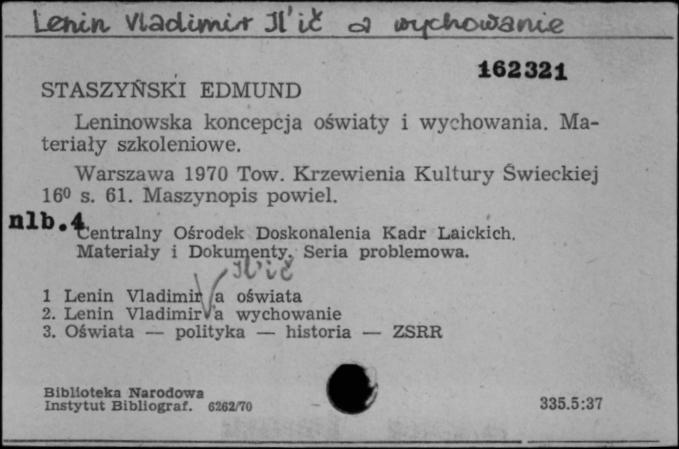 Lenin Vladimir Il'ič a wychowanie
162321
STASZYŃSKI EDMUND
Leninowska koncepcja oświaty i wychowania. Ma-
teriały szkoleniowe.
Warszawa 1970 Tow. Krzewienia Kultury Świeckiej
16⁰ s. 61. Maszynopis powiel.
nlb. 4
Centralny Ośrodek Doskonalenia Kadr Laickich.
Materiały i Dokumenty. Seria problemowa.
Il'ič
1 Lenin Vladimir a oświata
2. Lenin Vladimir a wychowanie
3. Oświata — polityka — historia — ZSRR
Biblioteka Narodowa
Instytut Bibliograf. 6262/70
335.5:37